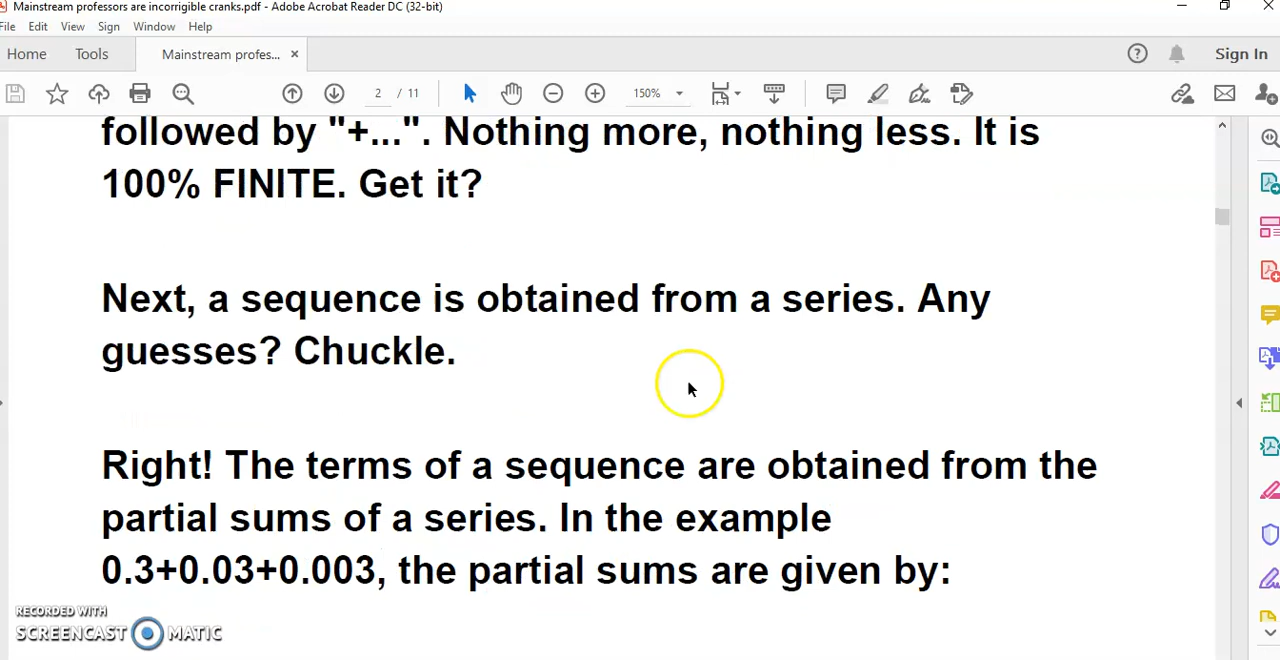 Mainstream professors are incorrigible cranks.pdf - Adobe Acrobat Reader DC (32-bit)
File Edit View Sign Window Help
Home Tools Mainstream profes... × Sign In
2 / 11 150%
followed by "+...". Nothing more, nothing less. It is
100% FINITE. Get it?
Next, a sequence is obtained from a series. Any
guesses? Chuckle.
Right! The terms of a sequence are obtained from the
partial sums of a series. In the example
0.3+0.03+0.003, the partial sums are given by:
RECORDED WITH
SCREENCAST MATIC